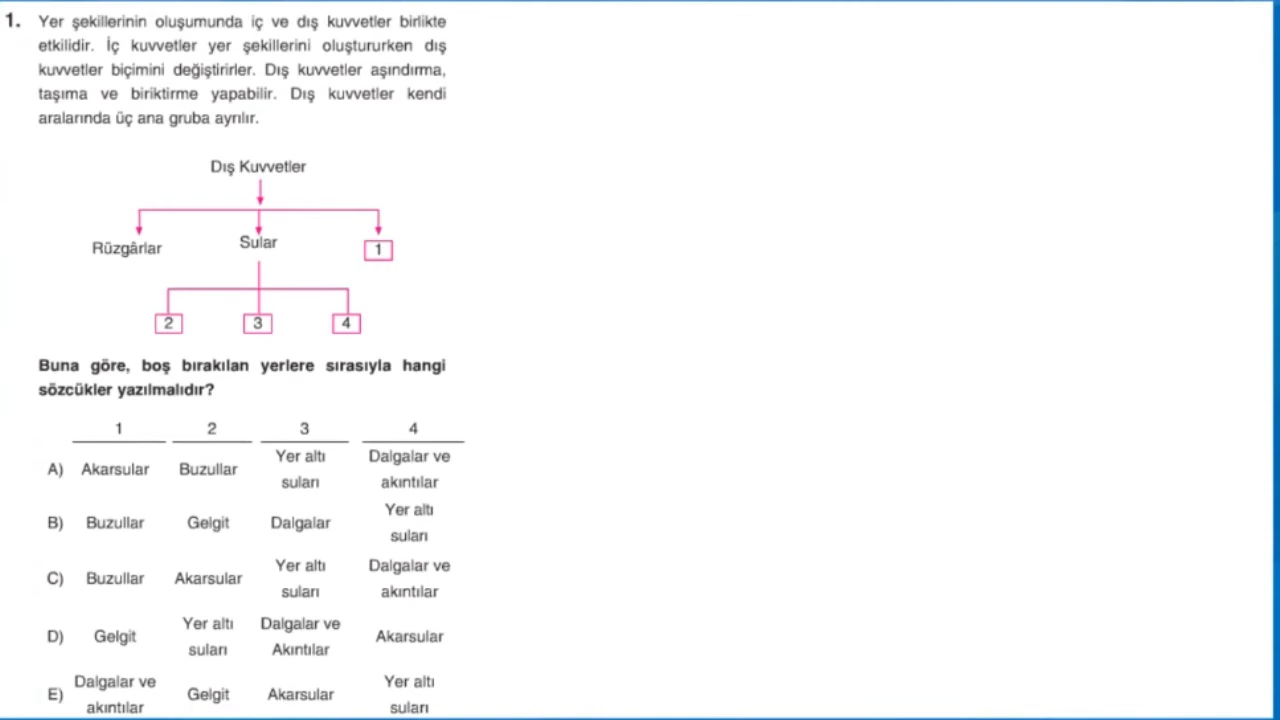 1. Yer şekillerinin oluşumunda iç ve dış kuvvetler birlikte
etkilidir. İç kuvvetler yer şekillerini oluştururken dış
kuvvetler biçimini değiştirirler. Dış kuvvetler aşındırma,
taşıma ve biriktirme yapabilir. Dış kuvvetler kendi
aralarında üç ana gruba ayrılır.
Dış Kuvvetler
Rüzgârlar Sular 1
2 3 4
Buna göre, boş bırakılan yerlere sırasıyla hangi
sözcükler yazılmalıdır?
1 2 3 4
Yer altı Dalgalar ve
A) Akarsular Buzullar
suları akıntılar
Yer altı
B) Buzullar Gelgit Dalgalar
suları
Yer altı Dalgalar ve
C) Buzullar Akarsular
suları akıntılar
Yer altı Dalgalar ve
D) Gelgit Akarsular
suları Akıntılar
Dalgalar ve Yer altı
E) Gelgit Akarsular
akıntılar suları